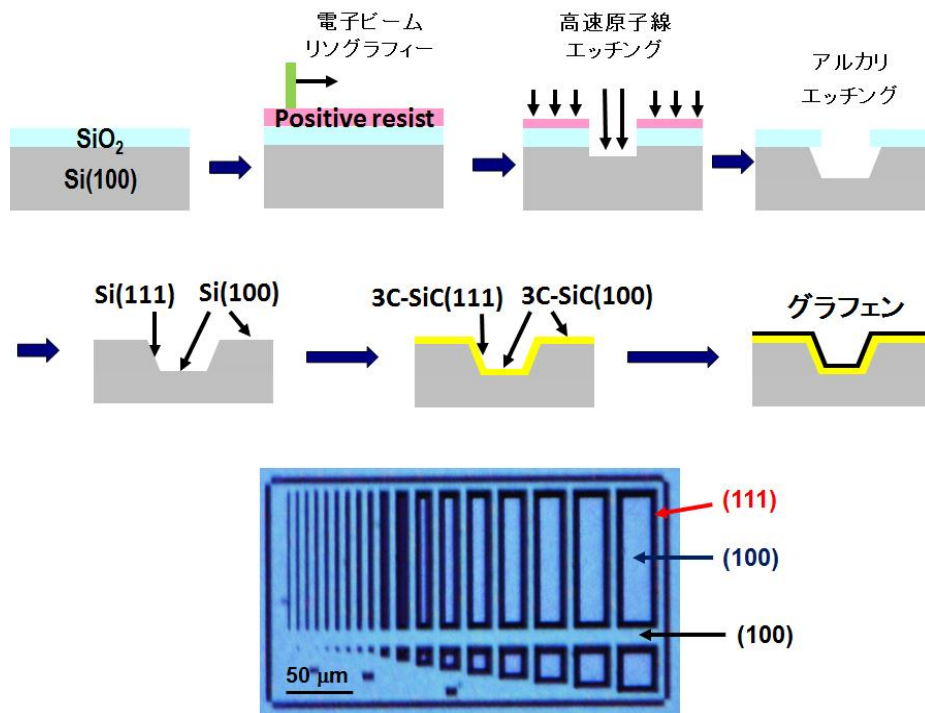 電子ビーム
リソグラフィー
高速原子線
エッチング
アルカリ
エッチング
Positive resist
SiO2
Si(100)
Si(111)
Si(100)
3C-SiC(111)
3C-SiC(100)
グラフェン
(111)
(100)
(100)
50 μm